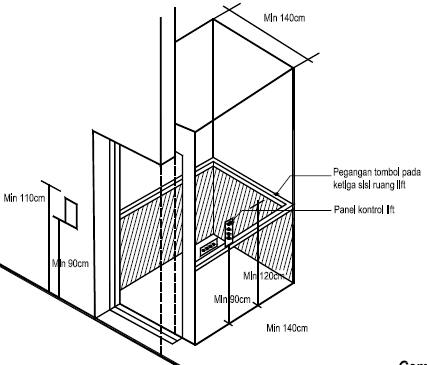 Min 140cm
Pegangan tombol pada
ketiga sisi ruang lift
Panel kontrol lift
Min 110cm
Min 90cm
Min 120cm
Min 90cm
Min 140cm